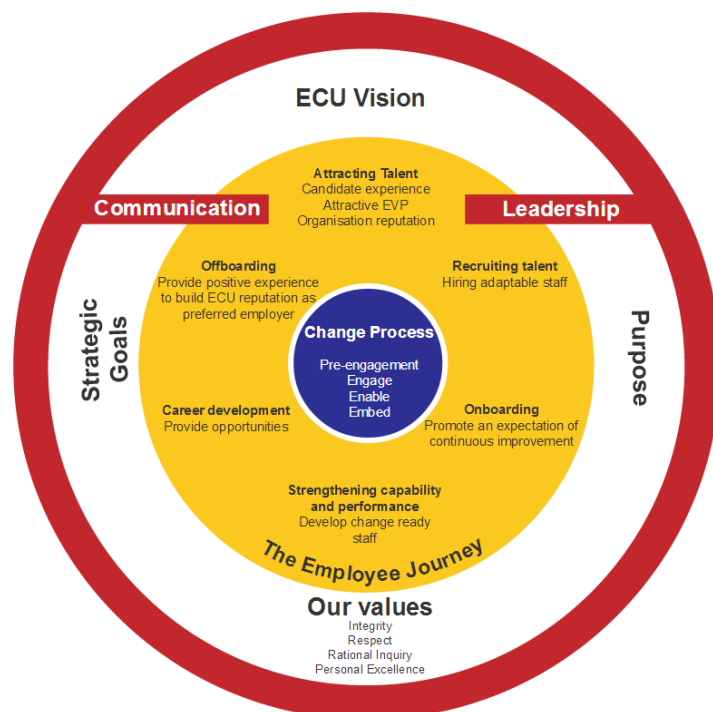 ECU Vision
Attracting Talent
Candidate experience
Attractive EVP
Organisation reputation
Communication
Leadership
Offboarding
Provide positive experience
to build ECU reputation as
preferred employer
Recruiting talent
Hiring adaptable staff
Strategic
Goals
Change Process
Pre-engagement
Engage
Enable
Embed
Purpose
Career development
Provide opportunities
Onboarding
Promote an expectation of
continuous improvement
Strengthening capability
and performance
Develop change ready
staff
The Employee Journey
Our values
Integrity
Respect
Rational Inquiry
Personal Excellence